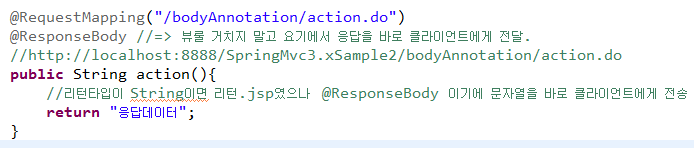 @RequestMapping("/bodyAnnotation/action.do")
@ResponseBody //=> 뷰룰 거치지 말고 요기에서 응답을 바로 클라이언트에게 전달.
//http://localhost:8888/SpringMvc3.xSample2/bodyAnnotation/action.do
public String action(){
//리턴타입이 String이면 리턴.jsp였으나 @ResponseBody 이기에 문자열을 바로 클라이언트에게 전송
return "응답데이터";
}